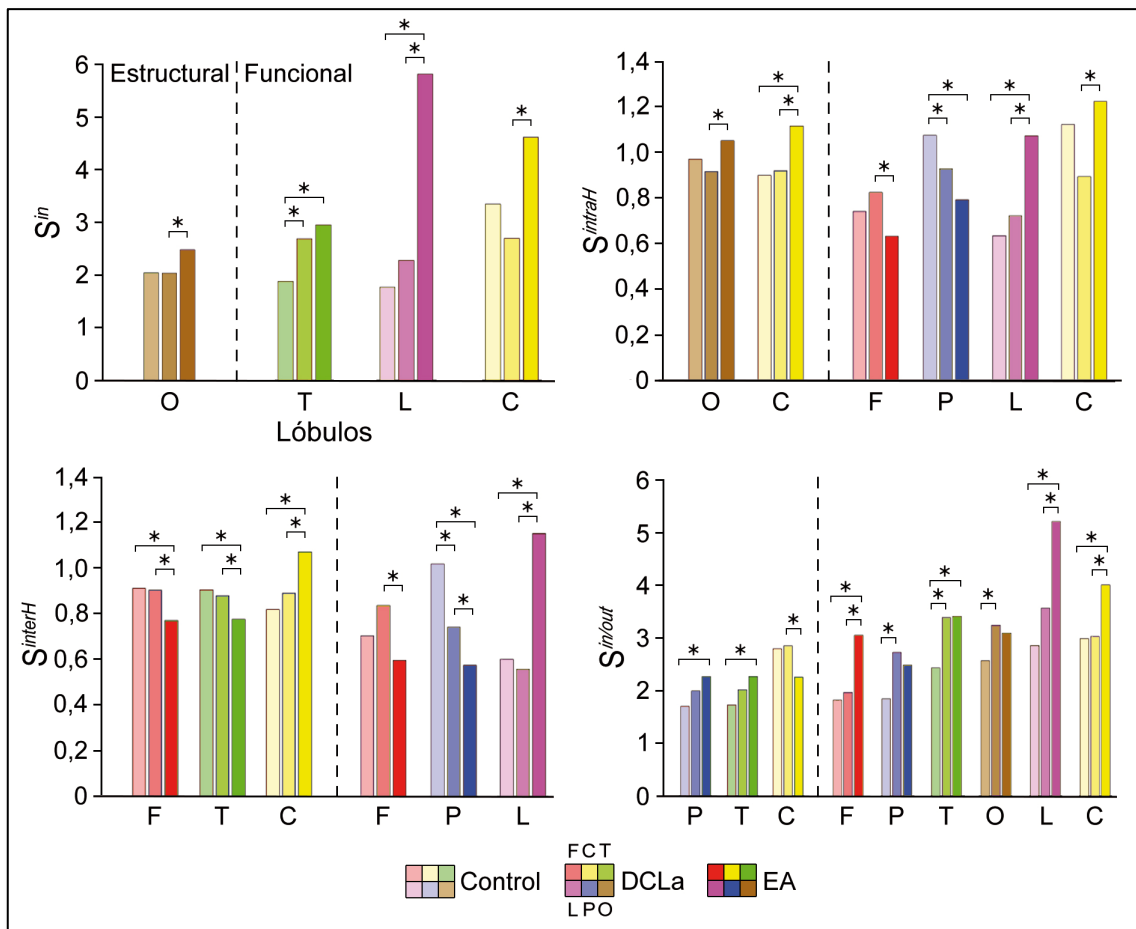 Estructural Funcional
S^in
6
5
4
3
2
1
0
* * * * * *
O T L C
Lóbulos
S^intraH
1,4
1,2
1,0
0,8
0,6
0,4
0,2
0
* * * * * * * * *
O C F P L C
S^interH
1,4
1,2
1,0
0,8
0,6
0,4
0,2
0
* * * * * * * * * * * *
F T C F P L
S^in/out
6
5
4
3
2
1
0
* * * * * * * * * * * * *
P T C F P T O L C
Control
FCT
DCLa
LPO
EA